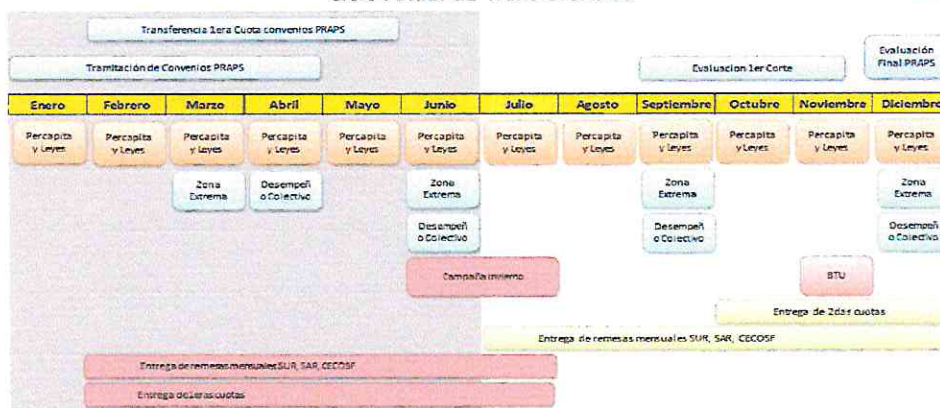 Transferencia 1era Cuota convenios PRAPS
Tramitación de Convenios PRAPS
Evaluacion 1er Corte
Evaluación
Final PRAPS
Enero Febrero Marzo Abril Mayo Junio Julio Agosto Septiembre Octubre Noviembre Diciembre
Percapita Percapita Percapita Percapita Percapita Percapita Percapita Percapita Percapita Percapita Percapita Percapita
y Leyes y Leyes y Leyes y Leyes y Leyes y Leyes y Leyes y Leyes y Leyes y Leyes y Leyes y Leyes
Zona Desempeñ Zona Zona Zona
Extrema o Colectivo Extrema Extrema Extrema
Desempeñ Desempeñ Desempeñ
o Colectivo o Colectivo o Colectivo
Campaña Invierno
BTU
Entrega de 2das cuotas
Entrega de remesas mensuales SUR, SAR, CECOSF
Entrega de remesas mensuales SUR, SAR, CECOSF
Entrega de 1eras cuotas